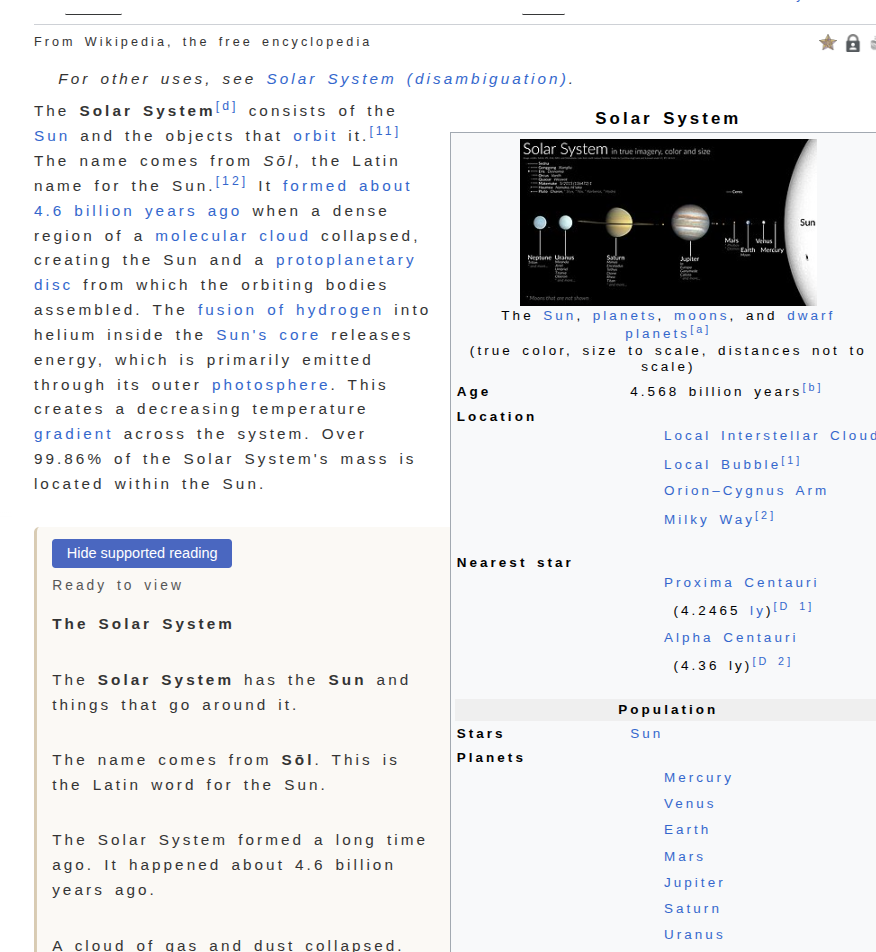 From Wikipedia, the free encyclopedia
For other uses, see Solar System (disambiguation).
The Solar System[d] consists of the
Sun and the objects that orbit it.[11]
The name comes from Sōl, the Latin
name for the Sun.[12] It formed about
4.6 billion years ago when a dense
region of a molecular cloud collapsed,
creating the Sun and a protoplanetary
disc from which the orbiting bodies
assembled. The fusion of hydrogen into
helium inside the Sun's core releases
energy, which is primarily emitted
through its outer photosphere. This
creates a decreasing temperature
gradient across the system. Over
99.86% of the Solar System's mass is
located within the Sun.
Hide supported reading
Ready to view
The Solar System
The Solar System has the Sun and
things that go around it.
The name comes from Sōl. This is
the Latin word for the Sun.
The Solar System formed a long time
ago. It happened about 4.6 billion
years ago.
A cloud of gas and dust collapsed.
Solar System
Solar System in true imagery, color and size
Sun
Mars
Venus
Earth
Mercury
Neptune
Uranus
Saturn
Jupiter
* Moons that are not shown
The Sun, planets, moons, and dwarf
planets[a]
(true color, size to scale, distances not to
scale)
Age 4.568 billion years[b]
Location
Local Interstellar Cloud
Local Bubble[1]
Orion–Cygnus Arm
Milky Way[2]
Nearest star
Proxima Centauri
(4.2465 ly)[D 1]
Alpha Centauri
(4.36 ly)[D 2]
Population
Stars Sun
Planets
Mercury
Venus
Earth
Mars
Jupiter
Saturn
Uranus